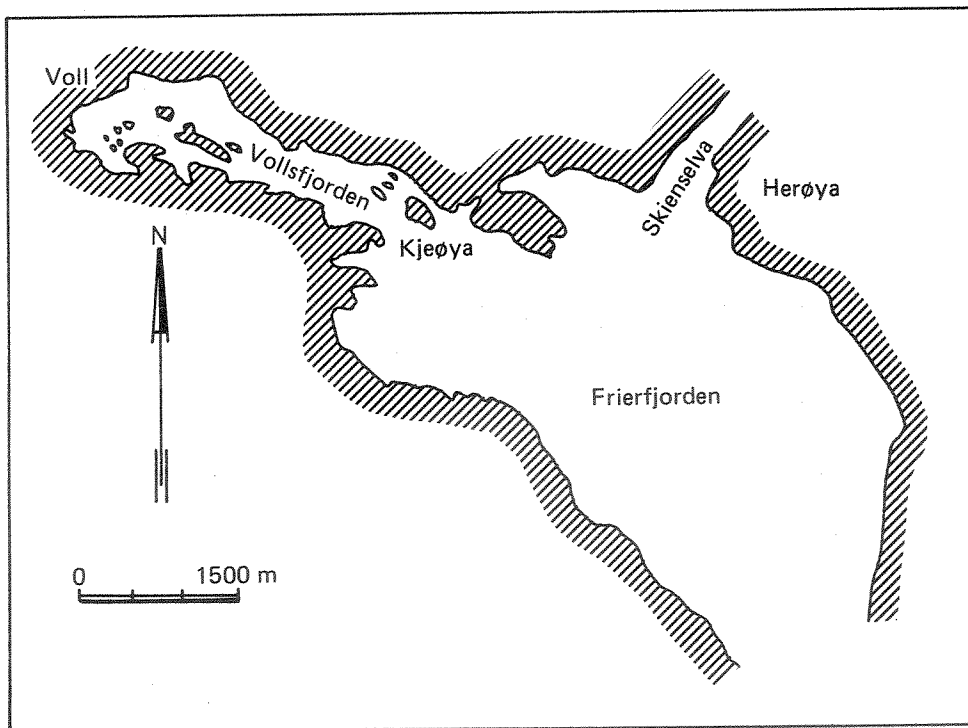 Voll
Vollsfjorden
Skienselva
Herøya
N
Kjeøya
Frierfjorden
0 1500 m